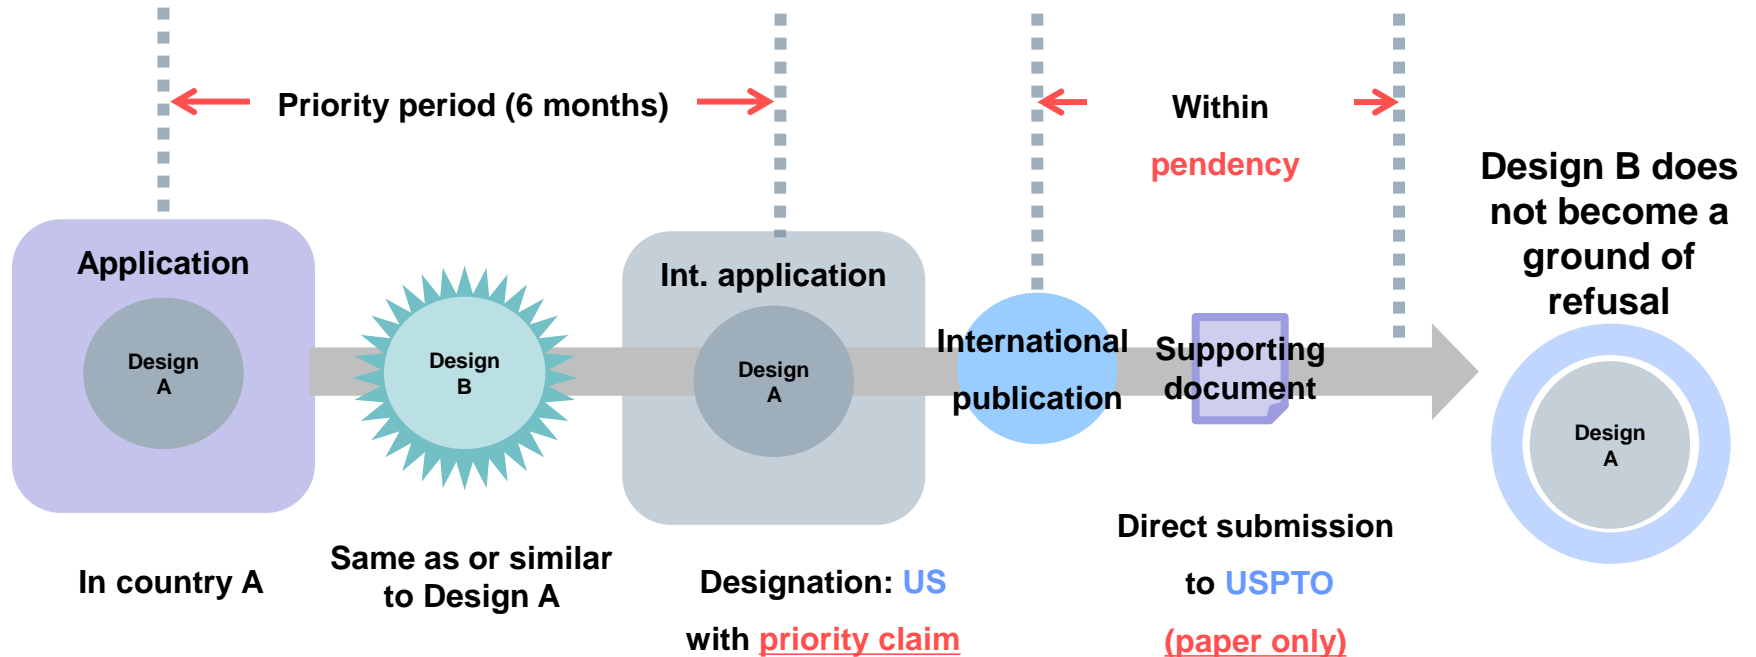 Priority period (6 months)
Within
pendency
Application
Design
A
In country A
Design
B
Same as or similar
to Design A
Int. application
Design
A
Designation: US
with priority claim
International
publication
Supporting
document
Direct submission
to USPTO
(paper only)
Design B does
not become a
ground of
refusal
Design
A